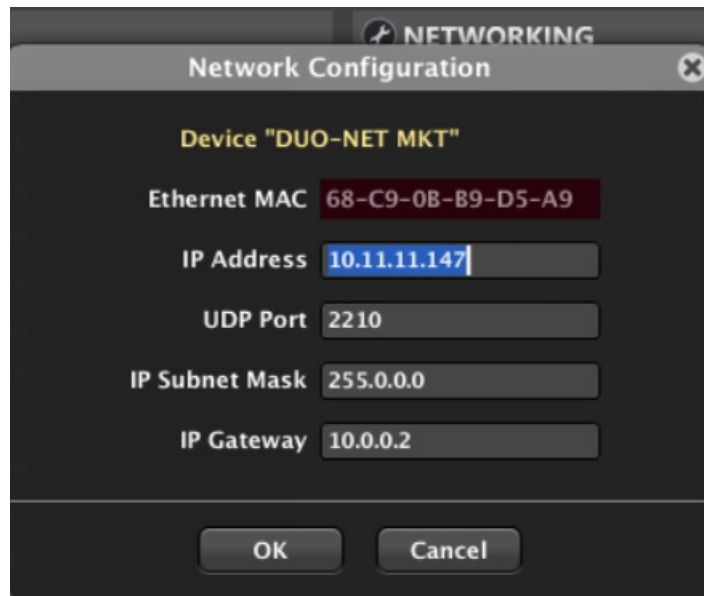 NETWORKING
Network Configuration
Device "DUO-NET MKT"
Ethernet MAC 68-C9-0B-B9-D5-A9
IP Address 10.11.11.147
UDP Port 2210
IP Subnet Mask 255.0.0.0
IP Gateway 10.0.0.2
OK Cancel